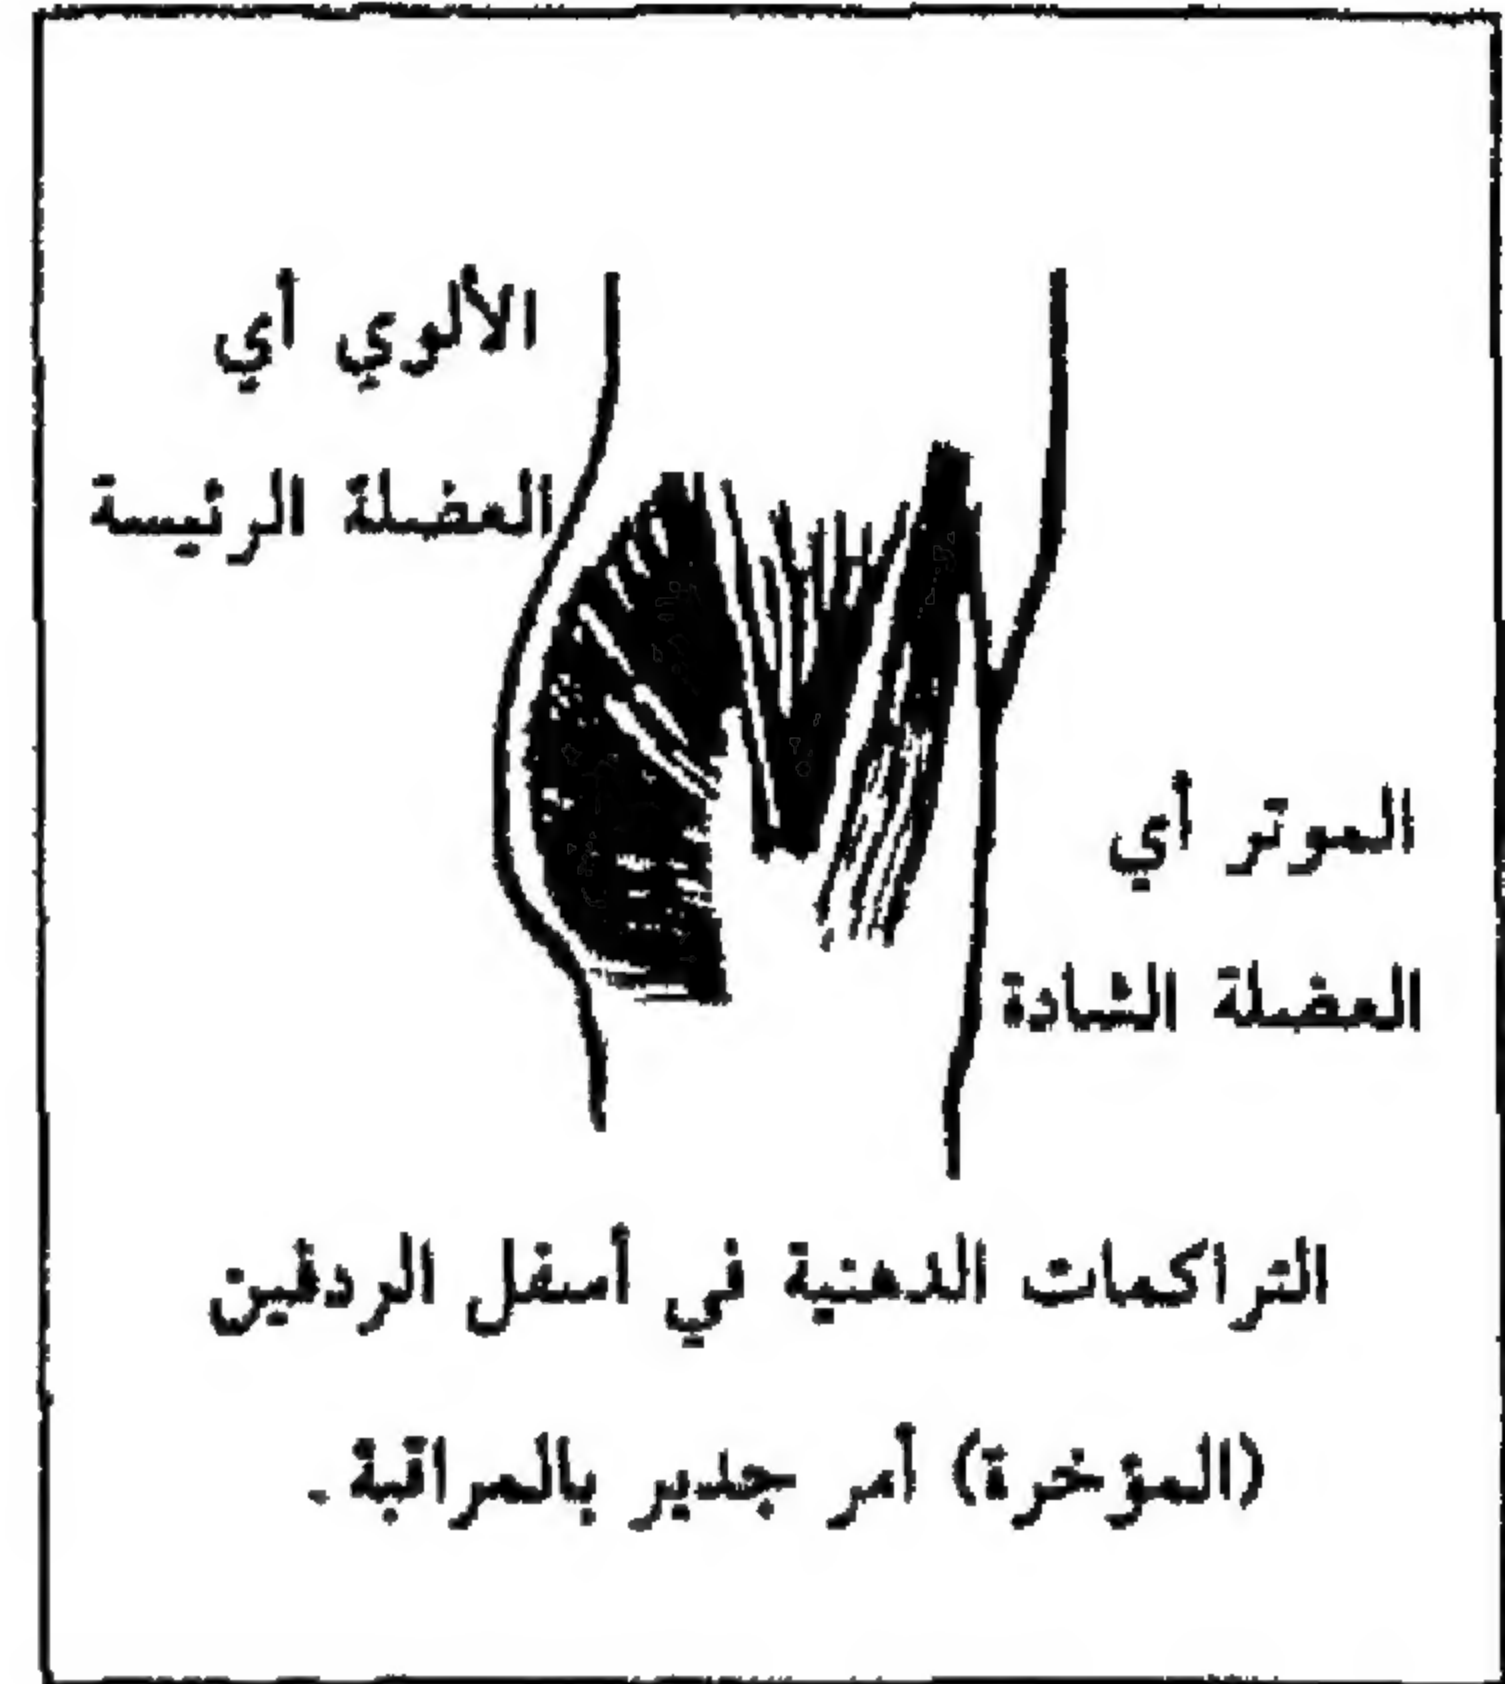 الألوي أي
العضلة الرئيسة
الموتر أي
العضلة الشادة
التراكمات الدهنية في أسفل الردفين
(المؤخرة) أمر جدير بالمراقبة.